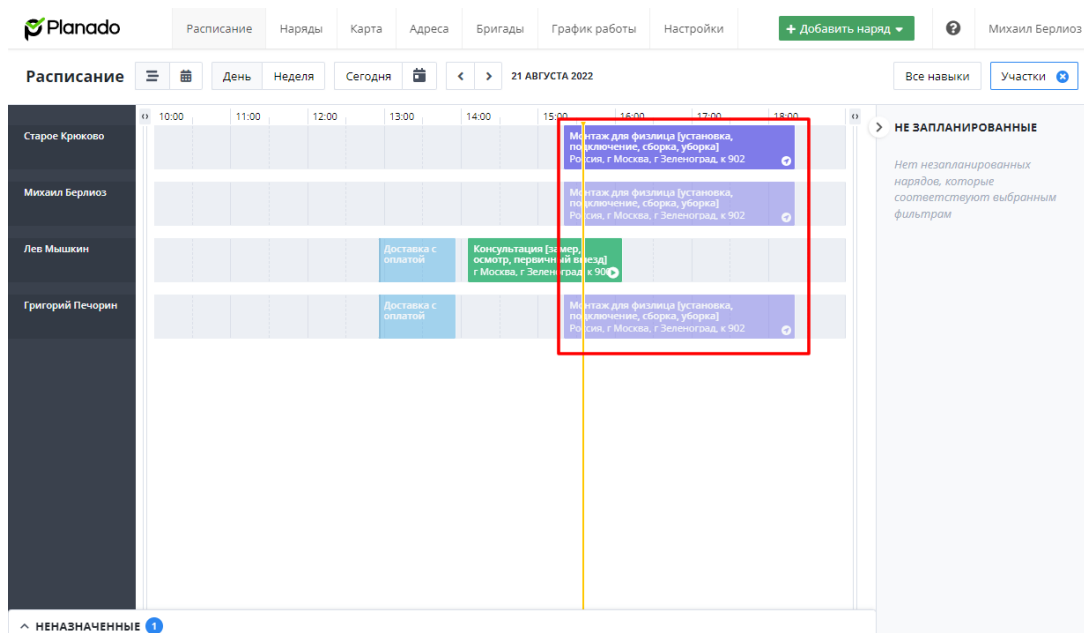 Planado
Расписание Наряды Карта Адреса Бригады График работы Настройки + Добавить наряд Михаил Берлиоз
Расписание День Неделя Сегодня 21 АВГУСТА 2022 Все навыки Участки
10:00 11:00 12:00 13:00 14:00 15:00 16:00 17:00 18:00
НЕ ЗАПЛАНИРОВАННЫЕ
Нет незапланированных
нарядов, которые
соответствуют выбранным
фильтрам
Старое Крюково
Монтаж для физлица [установка,
подключение, сборка, уборка]
Россия, г Москва, г Зеленоград, к 902
Михаил Берлиоз
Монтаж для физлица [установка,
подключение, сборка, уборка]
Россия, г Москва, г Зеленоград, к 902
Лев Мышкин
Доставка с
оплатой
Консультация [замер,
осмотр, первичный выезд]
г Москва, г Зеленоград, к 900
Григорий Печорин
Доставка с
оплатой
Монтаж для физлица [установка,
подключение, сборка, уборка]
Россия, г Москва, г Зеленоград, к 902
НЕНАЗНАЧЕННЫЕ 1